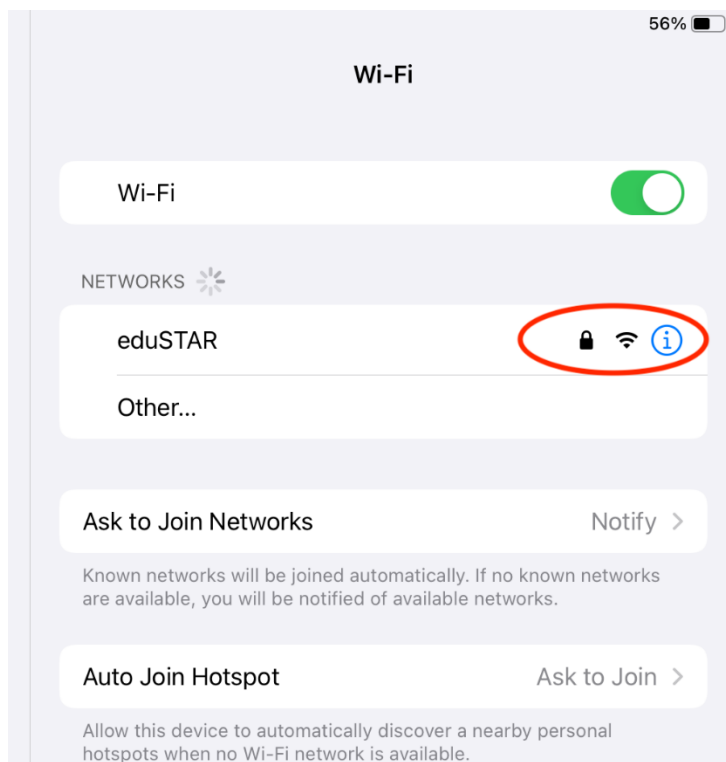 56%
Wi-Fi
Wi-Fi
NETWORKS
eduSTAR
Other...
Ask to Join Networks Notify
Known networks will be joined automatically. If no known networks
are available, you will be notified of available networks.
Auto Join Hotspot Ask to Join
Allow this device to automatically discover a nearby personal
hotspots when no Wi-Fi network is available.